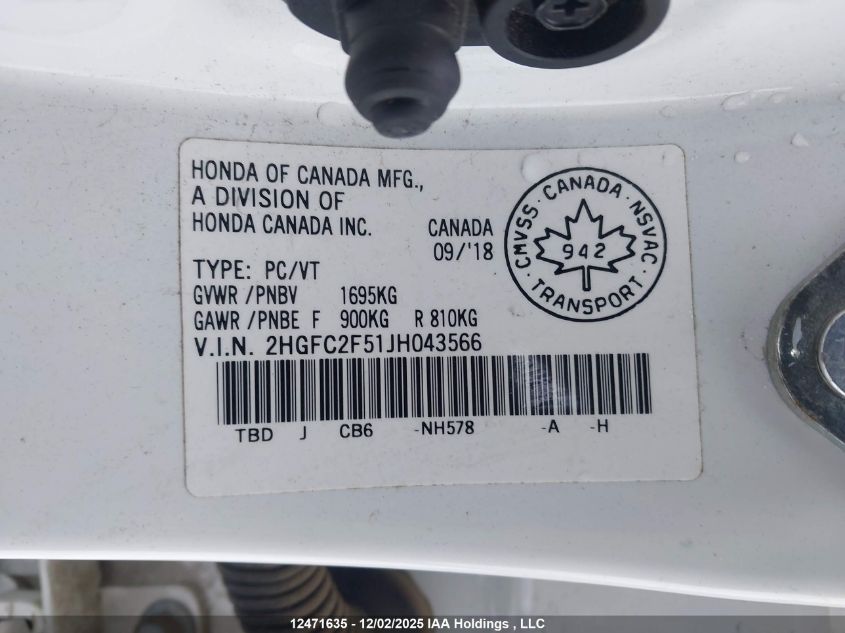 HONDA OF CANADA MFG.,
A DIVISION OF
HONDA CANADA INC. CANADA
09/'18
TYPE: PC/VT
GVWR /PNBV 1695KG
GAWR /PNBE F 900KG R 810KG
V.I.N. 2HGFC2F51JH043566
TBD J CB6 -NH578 -A -H
CMVSS · CANADA · NSVAC · TRANSPORT ·
942
12471635 - 12/02/2025 IAA Holdings , LLC